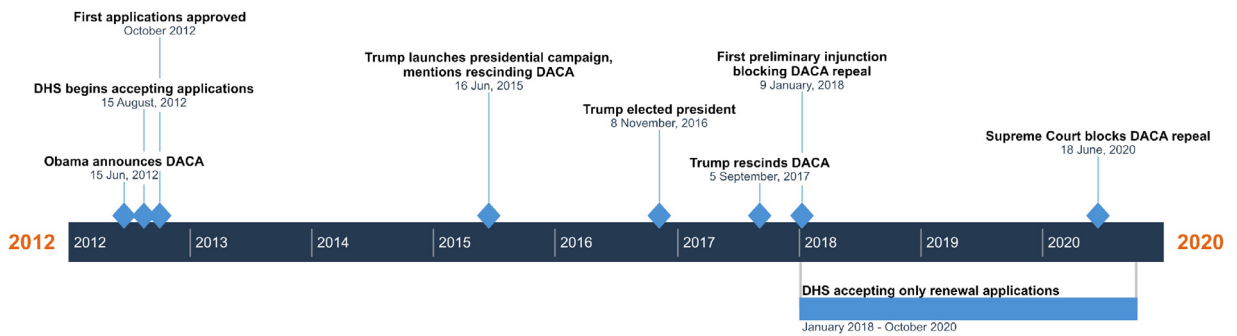 First applications approved
October 2012
DHS begins accepting applications
15 August, 2012
Obama announces DACA
15 Jun, 2012
Trump launches presidential campaign,
mentions rescinding DACA
16 Jun, 2015
Trump elected president
8 November, 2016
Trump rescinds DACA
5 September, 2017
First preliminary injunction
blocking DACA repeal
9 January, 2018
Supreme Court blocks DACA repeal
18 June, 2020
2012
2012
2013
2014
2015
2016
2017
2018
2019
2020
2020
DHS accepting only renewal applications
January 2018 - October 2020